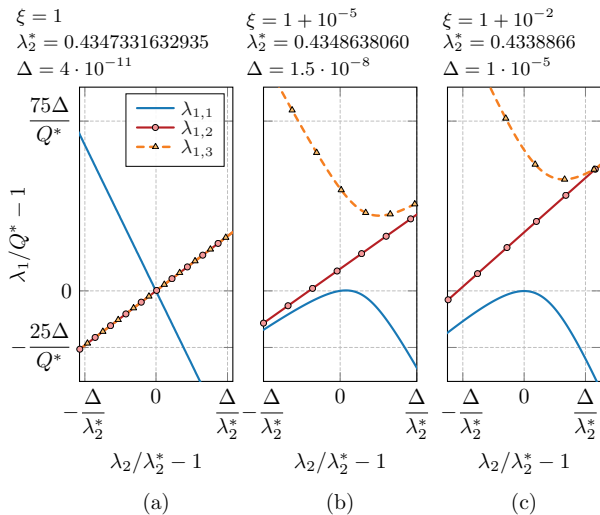 ξ = 1
λ₂* = 0.4347331632935
Δ = 4 · 10⁻¹¹
ξ = 1 + 10⁻⁵
λ₂* = 0.4348638060
Δ = 1.5 · 10⁻⁸
ξ = 1 + 10⁻²
λ₂* = 0.4338866
Δ = 1 · 10⁻⁵
λ₁,₁
λ₁,₂
λ₁,₃
75Δ
Q*
0
−25Δ
Q*
λ₁/Q* − 1
−Δ/λ₂* 0 Δ/λ₂*
−Δ/λ₂* 0 Δ/λ₂*
−Δ/λ₂* 0 Δ/λ₂*
λ₂/λ₂* − 1
λ₂/λ₂* − 1
λ₂/λ₂* − 1
(a)
(b)
(c)